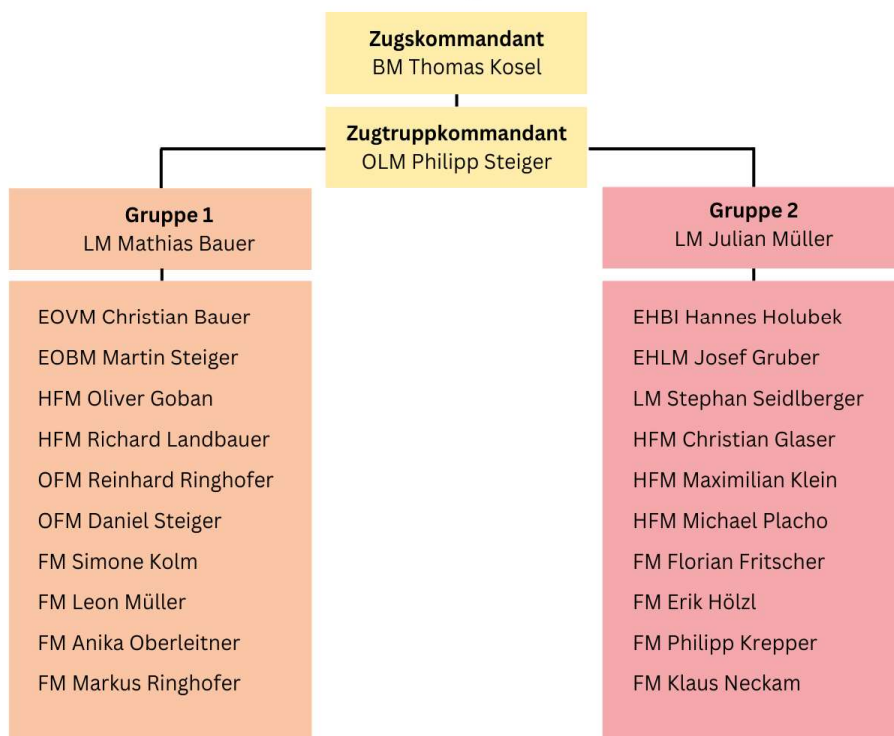 Zugskommandant
BM Thomas Kosel
Zugtruppkommandant
OLM Philipp Steiger
Gruppe 1
LM Mathias Bauer
EOVM Christian Bauer
EOBM Martin Steiger
HFM Oliver Goban
HFM Richard Landbauer
OFM Reinhard Ringhofer
OFM Daniel Steiger
FM Simone Kolm
FM Leon Müller
FM Anika Oberleitner
FM Markus Ringhofer
Gruppe 2
LM Julian Müller
EHBI Hannes Holubek
EHLM Josef Gruber
LM Stephan Seidlberger
HFM Christian Glaser
HFM Maximilian Klein
HFM Michael Placho
FM Florian Fritscher
FM Erik Hölzl
FM Philipp Krepper
FM Klaus Neckam